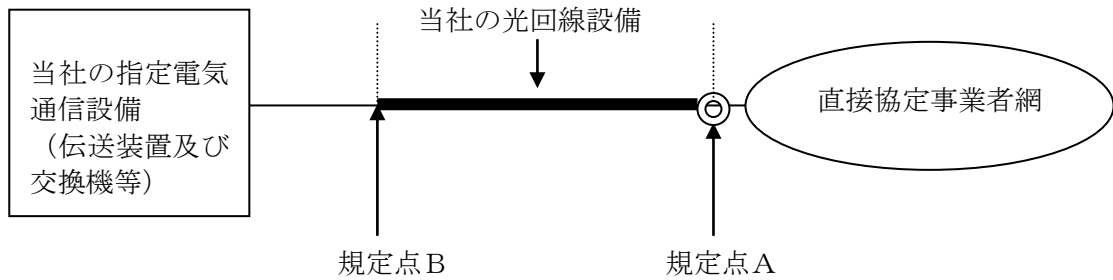 当社の光回線設備
当社の指定電気
通信設備
(伝送装置及び
交換機等)
直接協定事業者網
規定点B
規定点A